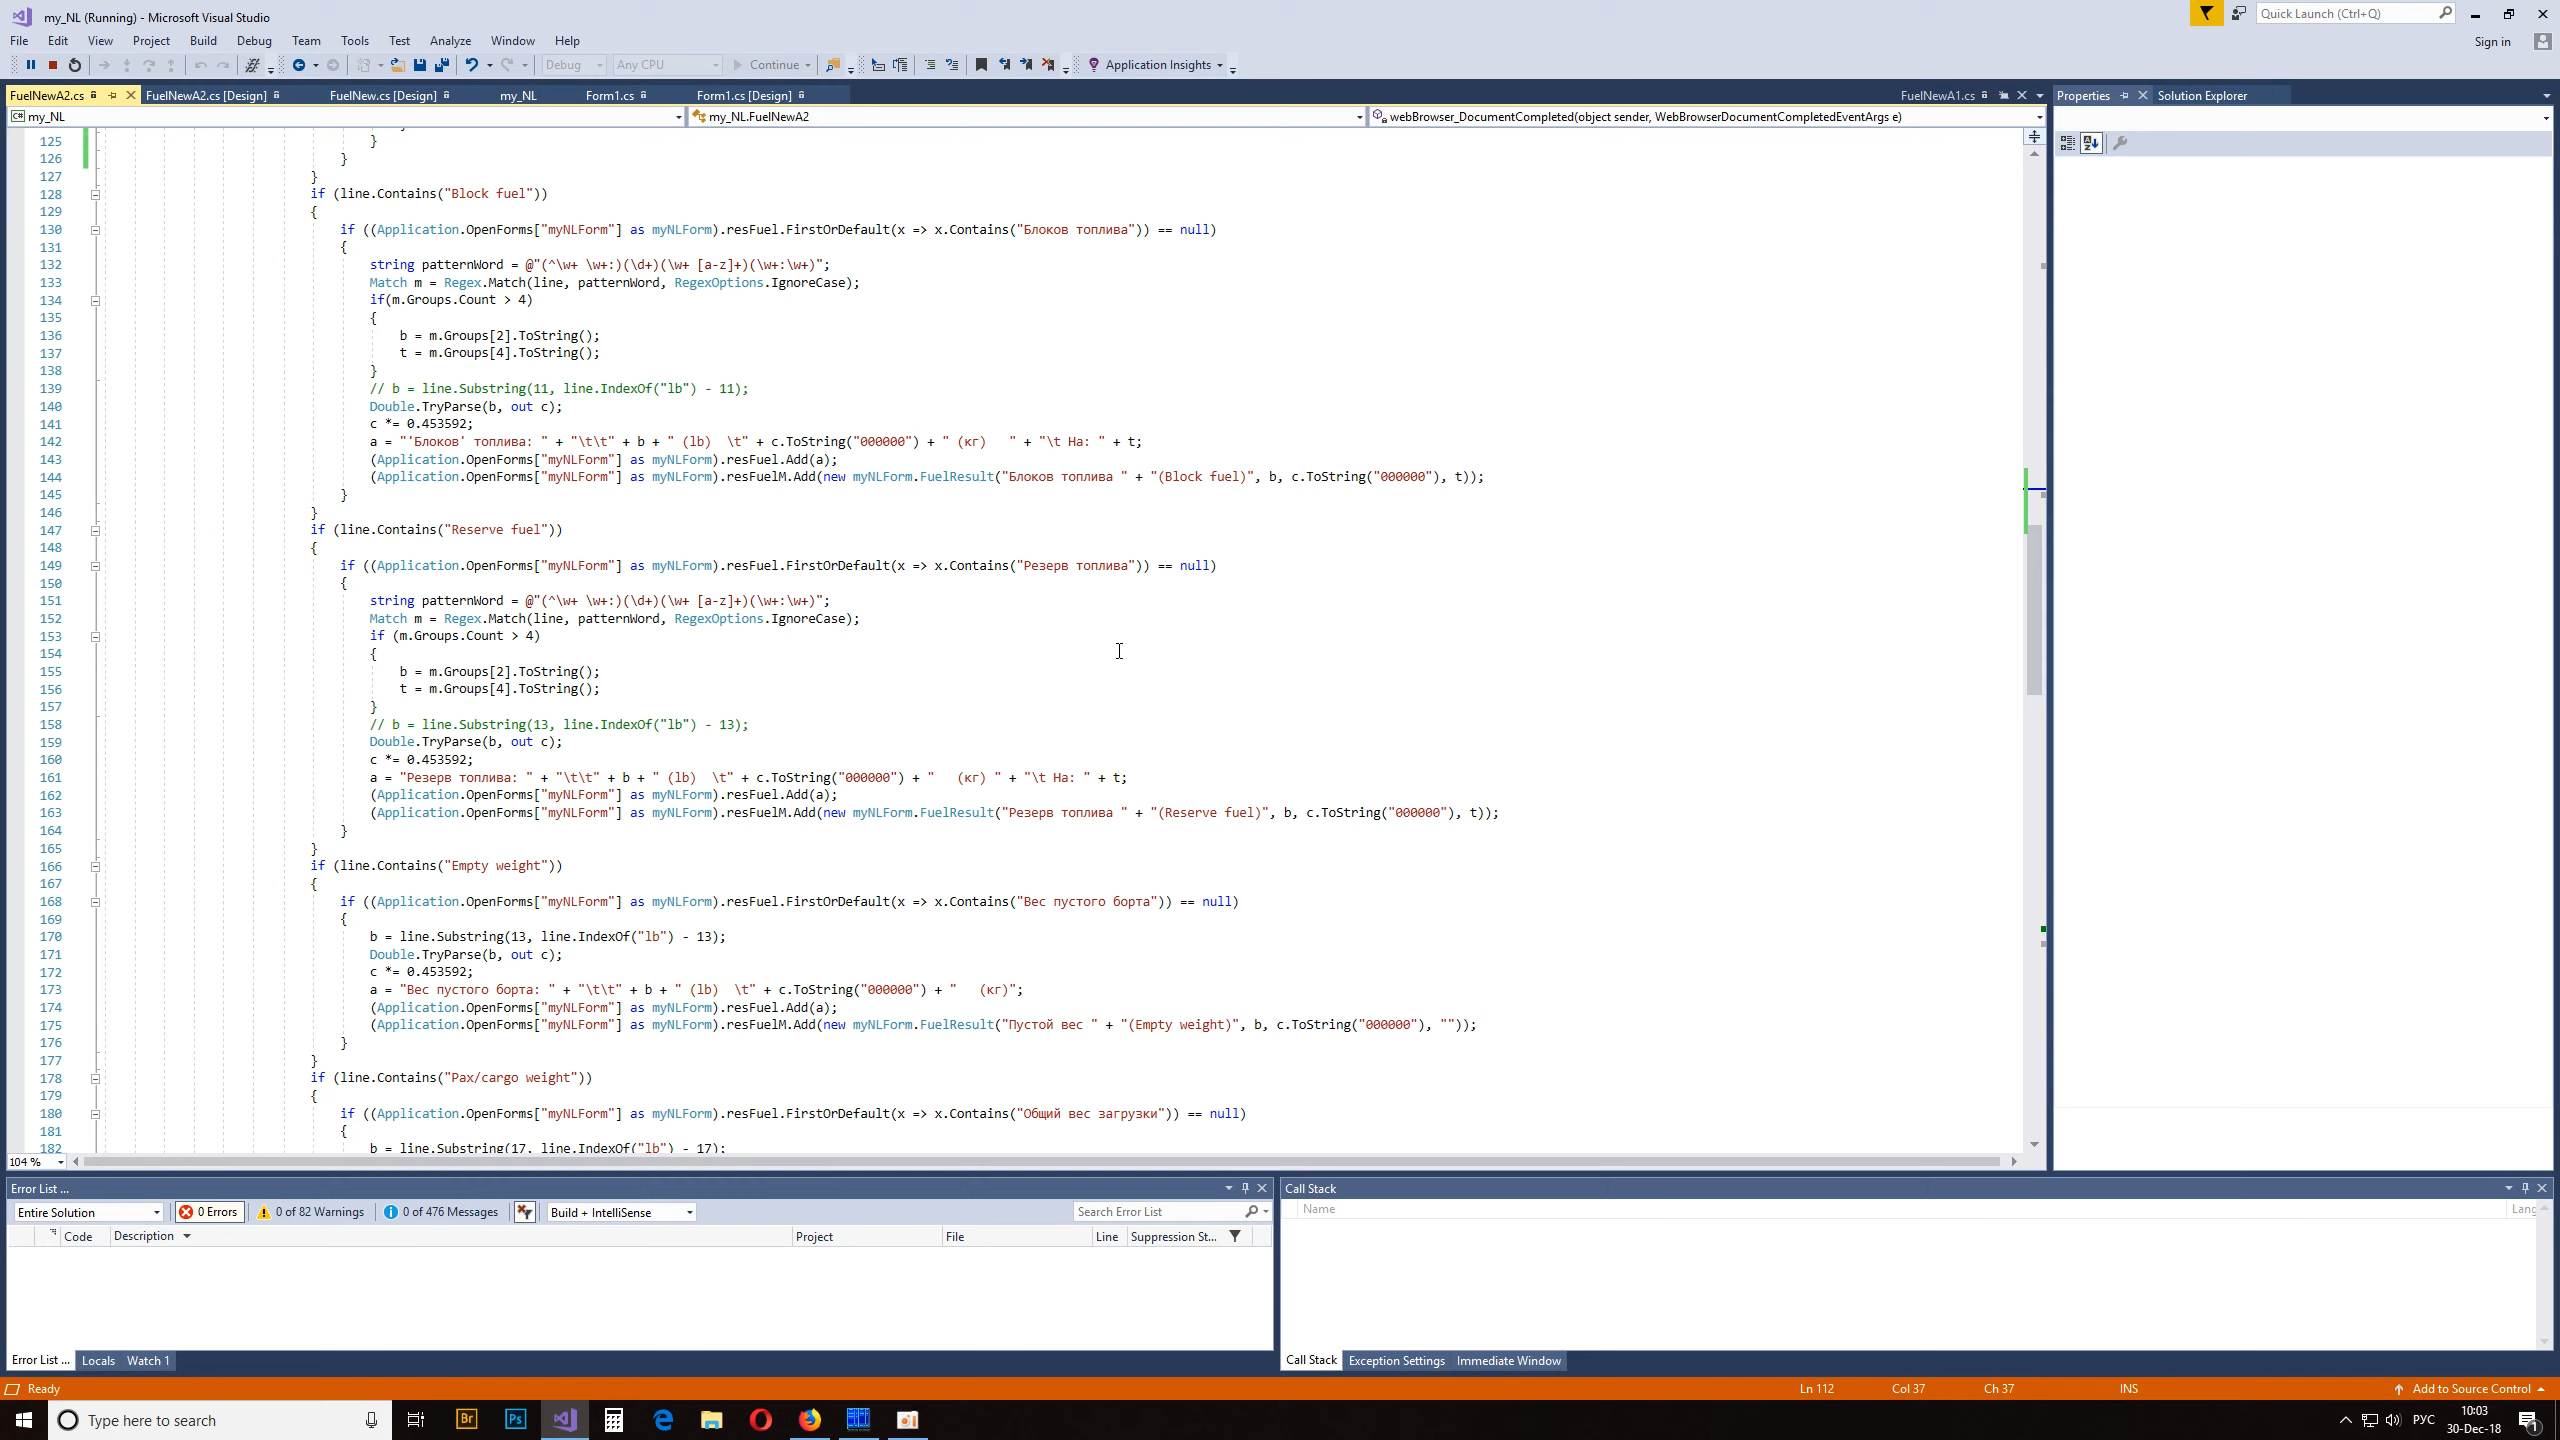 my_NL (Running) - Microsoft Visual Studio
Quick Launch (Ctrl+Q)
File Edit View Project Build Debug Team Tools Test Analyze Window Help
Sign in
Debug Any CPU Continue Application Insights
FuelNewA2.cs FuelNewA2.cs [Design] FuelNew.cs [Design] my_NL Form1.cs Form1.cs [Design] FuelNewA1.cs
Properties Solution Explorer
my_NL my_NL.FuelNewA2 webBrowser_DocumentCompleted(object sender, WebBrowserDocumentCompletedEventArgs e)
125 }
126 }
127 }
128 if (line.Contains("Block fuel"))
129 {
130 if ((Application.OpenForms["myNLForm"] as myNLForm).resFuel.FirstOrDefault(x => x.Contains("Блоков топлива")) == null)
131 {
132 string patternWord = @"(^\w+ \w+:)(\d+)(\w+ [a-z]+)(\w+:\w+)";
133 Match m = Regex.Match(line, patternWord, RegexOptions.IgnoreCase);
134 if(m.Groups.Count > 4)
135 {
136 b = m.Groups[2].ToString();
137 t = m.Groups[4].ToString();
138 }
139 // b = line.Substring(11, line.IndexOf("lb") - 11);
140 Double.TryParse(b, out c);
141 c *= 0.453592;
142 a = "'Блоков' топлива: " + "\t\t" + b + " (lb)  \t" + c.ToString("000000") + " (кг)   " + "\t На: " + t;
143 (Application.OpenForms["myNLForm"] as myNLForm).resFuel.Add(a);
144 (Application.OpenForms["myNLForm"] as myNLForm).resFuelM.Add(new myNLForm.FuelResult("Блоков топлива " + "(Block fuel)", b, c.ToString("000000"), t));
145 }
146 }
147 if (line.Contains("Reserve fuel"))
148 {
149 if ((Application.OpenForms["myNLForm"] as myNLForm).resFuel.FirstOrDefault(x => x.Contains("Резерв топлива")) == null)
150 {
151 string patternWord = @"(^\w+ \w+:)(\d+)(\w+ [a-z]+)(\w+:\w+)";
152 Match m = Regex.Match(line, patternWord, RegexOptions.IgnoreCase);
153 if (m.Groups.Count > 4)
154 {
155 b = m.Groups[2].ToString();
156 t = m.Groups[4].ToString();
157 }
158 // b = line.Substring(13, line.IndexOf("lb") - 13);
159 Double.TryParse(b, out c);
160 c *= 0.453592;
161 a = "Резерв топлива: " + "\t\t" + b + " (lb)  \t" + c.ToString("000000") + "   (кг) " + "\t На: " + t;
162 (Application.OpenForms["myNLForm"] as myNLForm).resFuel.Add(a);
163 (Application.OpenForms["myNLForm"] as myNLForm).resFuelM.Add(new myNLForm.FuelResult("Резерв топлива " + "(Reserve fuel)", b, c.ToString("000000"), t));
164 }
165 }
166 if (line.Contains("Empty weight"))
167 {
168 if ((Application.OpenForms["myNLForm"] as myNLForm).resFuel.FirstOrDefault(x => x.Contains("Вес пустого борта")) == null)
169 {
170 b = line.Substring(13, line.IndexOf("lb") - 13);
171 Double.TryParse(b, out c);
172 c *= 0.453592;
173 a = "Вес пустого борта: " + "\t\t" + b + " (lb)  \t" + c.ToString("000000") + "   (кг)";
174 (Application.OpenForms["myNLForm"] as myNLForm).resFuel.Add(a);
175 (Application.OpenForms["myNLForm"] as myNLForm).resFuelM.Add(new myNLForm.FuelResult("Пустой вес " + "(Empty weight)", b, c.ToString("000000"), ""));
176 }
177 }
178 if (line.Contains("Pax/cargo weight"))
179 {
180 if ((Application.OpenForms["myNLForm"] as myNLForm).resFuel.FirstOrDefault(x => x.Contains("Общий вес загрузки")) == null)
181 {
182 b = line.Substring(17, line.IndexOf("lb") - 17);
104 %
Error List ... Call Stack
Entire Solution 0 Errors 0 of 82 Warnings 0 of 476 Messages Build + IntelliSense Search Error List
Name Lang
Code Description Project File Line Suppression St...
Error List ... Locals Watch 1 Call Stack Exception Settings Immediate Window
Ready Ln 112 Col 37 Ch 37 INS Add to Source Control
Type here to search Br Ps РУС 10:03
30-Dec-18 1